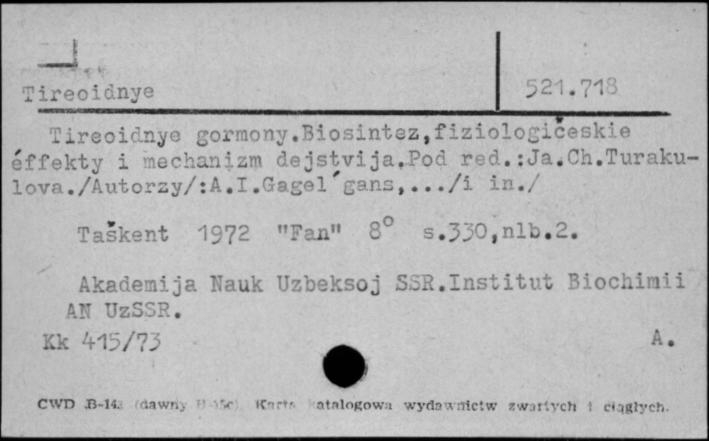 Tireoidnye
521.718
Tireoidnye gormony.Biosintez,fiziologičeskie
éffekty i mechanizm dejstvija.Pod red.:Ja.Ch.Turaku-
lova./Autorzy/:A.I.Gagel´gans,.../i in./
Taškent 1972 "Fan" 8° s.330,nlb.2.
Akademija Nauk Uzbeksoj SSR.Institut Biochimii
AN UzSSR.
Kk 415/73
A.
CWD B-14 (dawny Karta katalogowa wydawnictw zwartych i ciągłych.